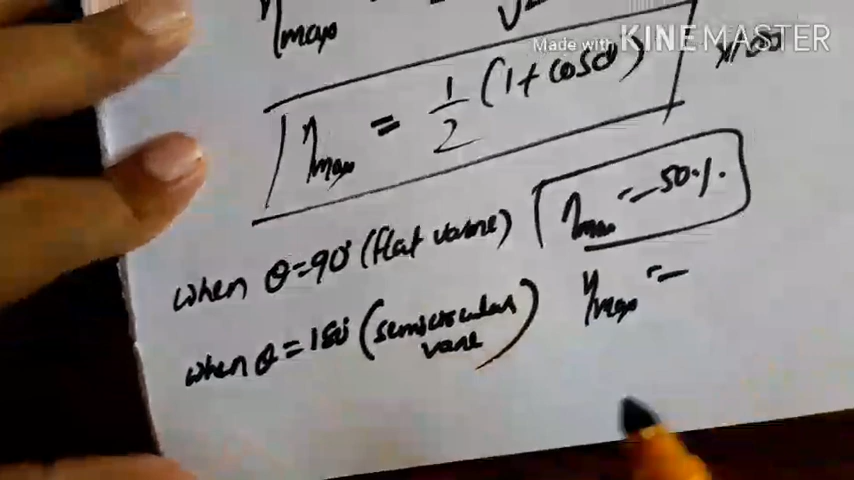 ηmax =
Made with KINEMASTER
ηmax = 1/2 (1 + cosθ)
when θ=90° (flat vane) ηmax = 50%.
when θ=180° (semicircular vane) ηmax =